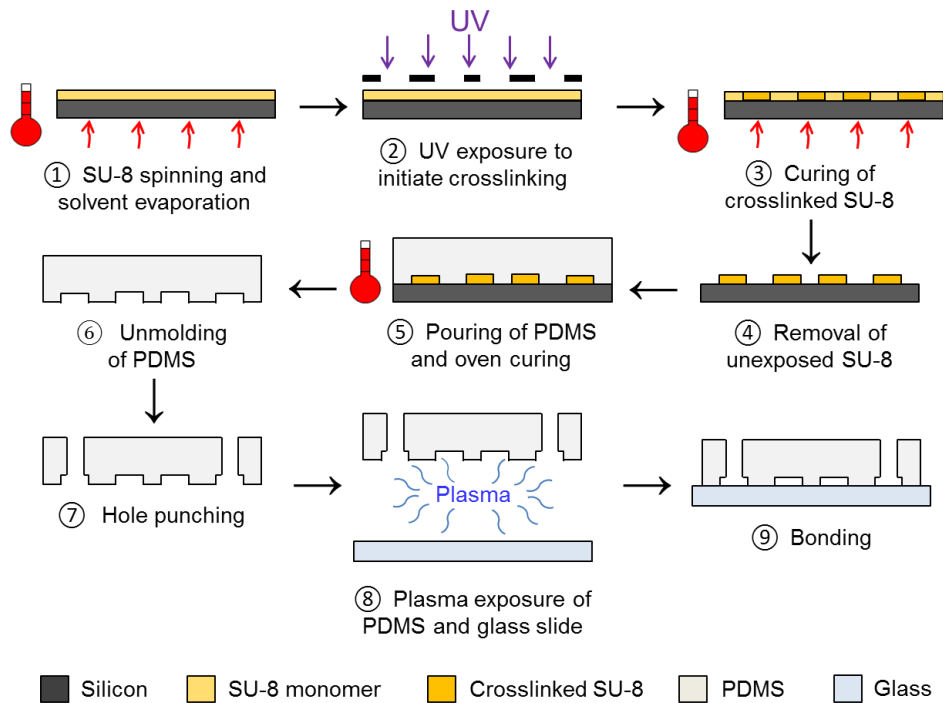 UV
① SU-8 spinning and
solvent evaporation
② UV exposure to
initiate crosslinking
③ Curing of
crosslinked SU-8
④ Removal of
unexposed SU-8
⑤ Pouring of PDMS
and oven curing
⑥ Unmolding
of PDMS
⑦ Hole punching
Plasma
⑧ Plasma exposure of
PDMS and glass slide
⑨ Bonding
Silicon
SU-8 monomer
Crosslinked SU-8
PDMS
Glass